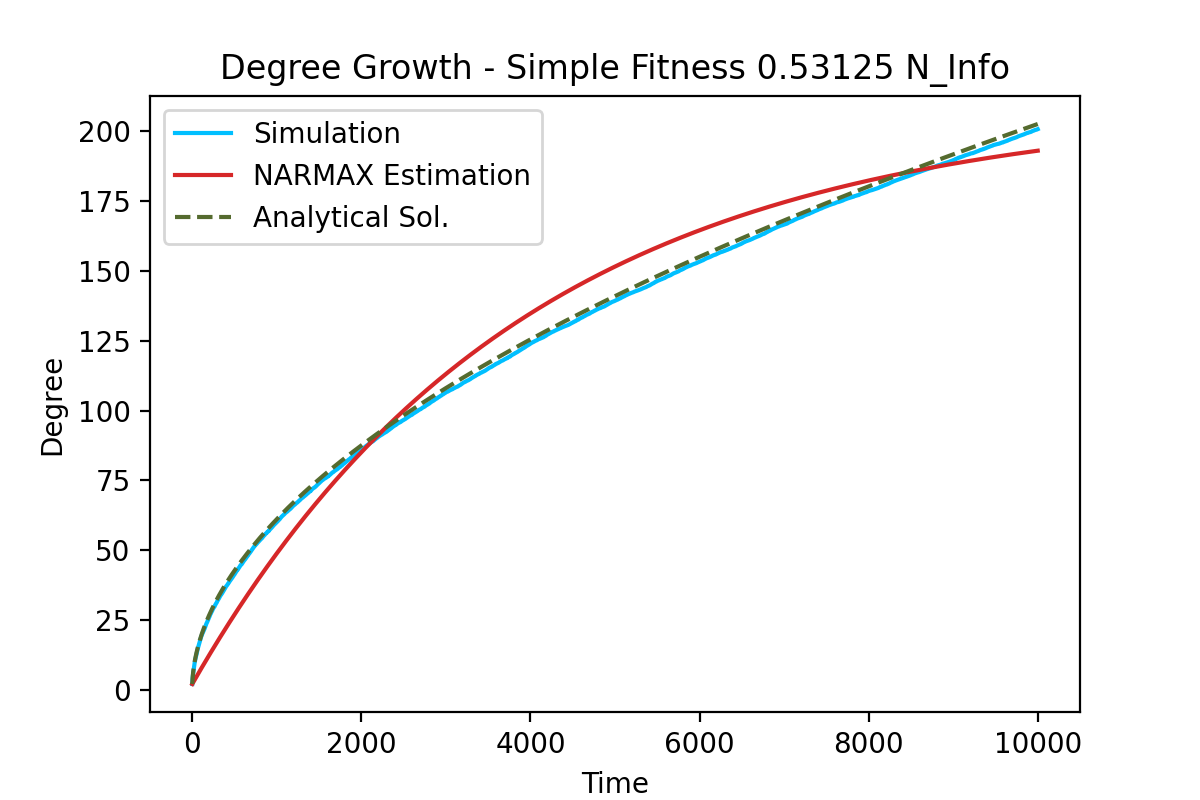 Degree Growth - Simple Fitness 0.53125 N_Info
Simulation
NARMAX Estimation
Analytical Sol.
200
175
150
125
100
75
50
25
0
Degree
0 2000 4000 6000 8000 10000
Time